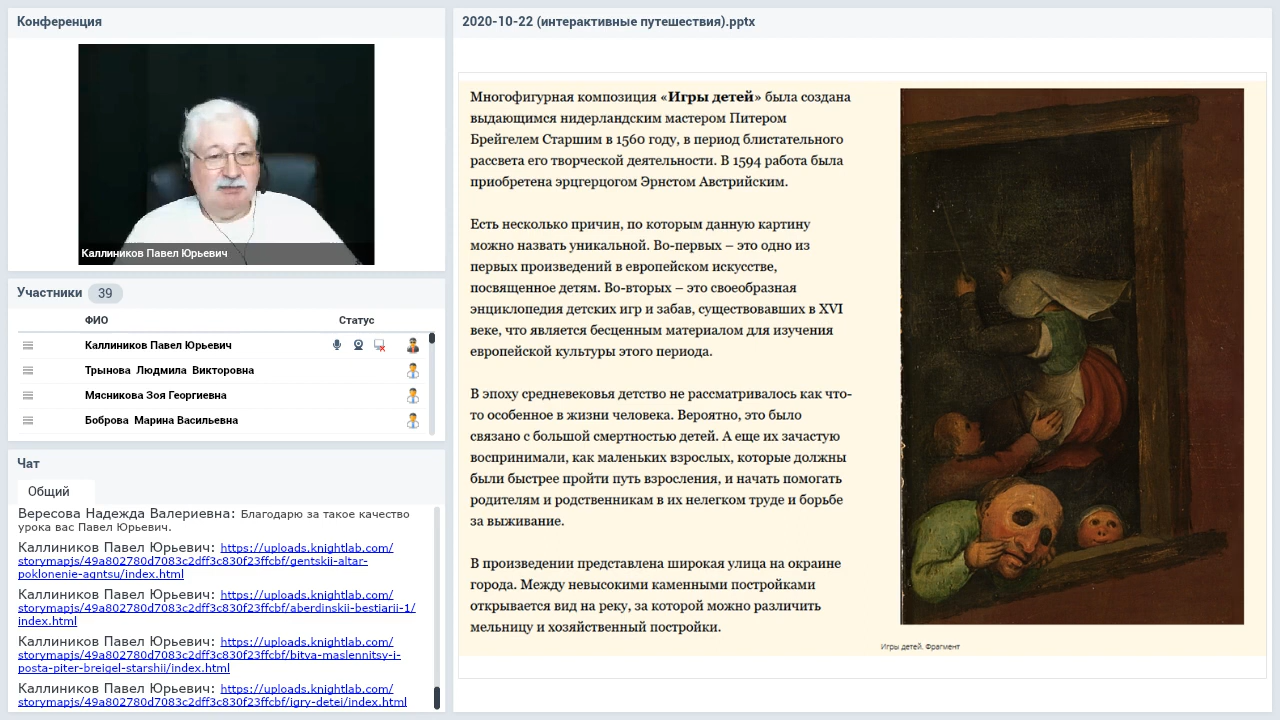 Конференция
Каллиников Павел Юрьевич
Участники 39
ФИО Статус
Каллиников Павел Юрьевич
Трынова Людмила Викторовна
Мясникова Зоя Георгиевна
Боброва Марина Васильевна
Чат
Общий
Вересова Надежда Валериевна: Благодарю за такое качество
урока вас Павел Юрьевич.
Каллиников Павел Юрьевич: https://uploads.knightlab.com/
storymapjs/49a802780d7083c2dff3c830f23ffcbf/gentskii-altar-
poklonenie-agntsu/index.html
Каллиников Павел Юрьевич: https://uploads.knightlab.com/
storymapjs/49a802780d7083c2dff3c830f23ffcbf/aberdinskii-bestiarii-1/
index.html
Каллиников Павел Юрьевич: https://uploads.knightlab.com/
storymapjs/49a802780d7083c2dff3c830f23ffcbf/bitva-maslennitsy-i-
posta-piter-breigel-starshii/index.html
Каллиников Павел Юрьевич: https://uploads.knightlab.com/
storymapjs/49a802780d7083c2dff3c830f23ffcbf/igry-detei/index.html
2020-10-22 (интерактивные путешествия).pptx
Многофигурная композиция «Игры детей» была создана
выдающимся нидерландским мастером Питером
Брейгелем Старшим в 1560 году, в период блистательного
рассвета его творческой деятельности. В 1594 работа была
приобретена эрцгерцогом Эрнстом Австрийским.
Есть несколько причин, по которым данную картину
можно назвать уникальной. Во-первых – это одно из
первых произведений в европейском искусстве,
посвященное детям. Во-вторых – это своеобразная
энциклопедия детских игр и забав, существовавших в XVI
веке, что является бесценным материалом для изучения
европейской культуры этого периода.
В эпоху средневековья детство не рассматривалось как что-
то особенное в жизни человека. Вероятно, это было
связано с большой смертностью детей. А еще их зачастую
воспринимали, как маленьких взрослых, которые должны
были быстрее пройти путь взросления, и начать помогать
родителям и родственникам в их нелегком труде и борьбе
за выживание.
В произведении представлена широкая улица на окраине
города. Между невысокими каменными постройками
открывается вид на реку, за которой можно различить
мельницу и хозяйственный постройки.
Игры детей. Фрагмент